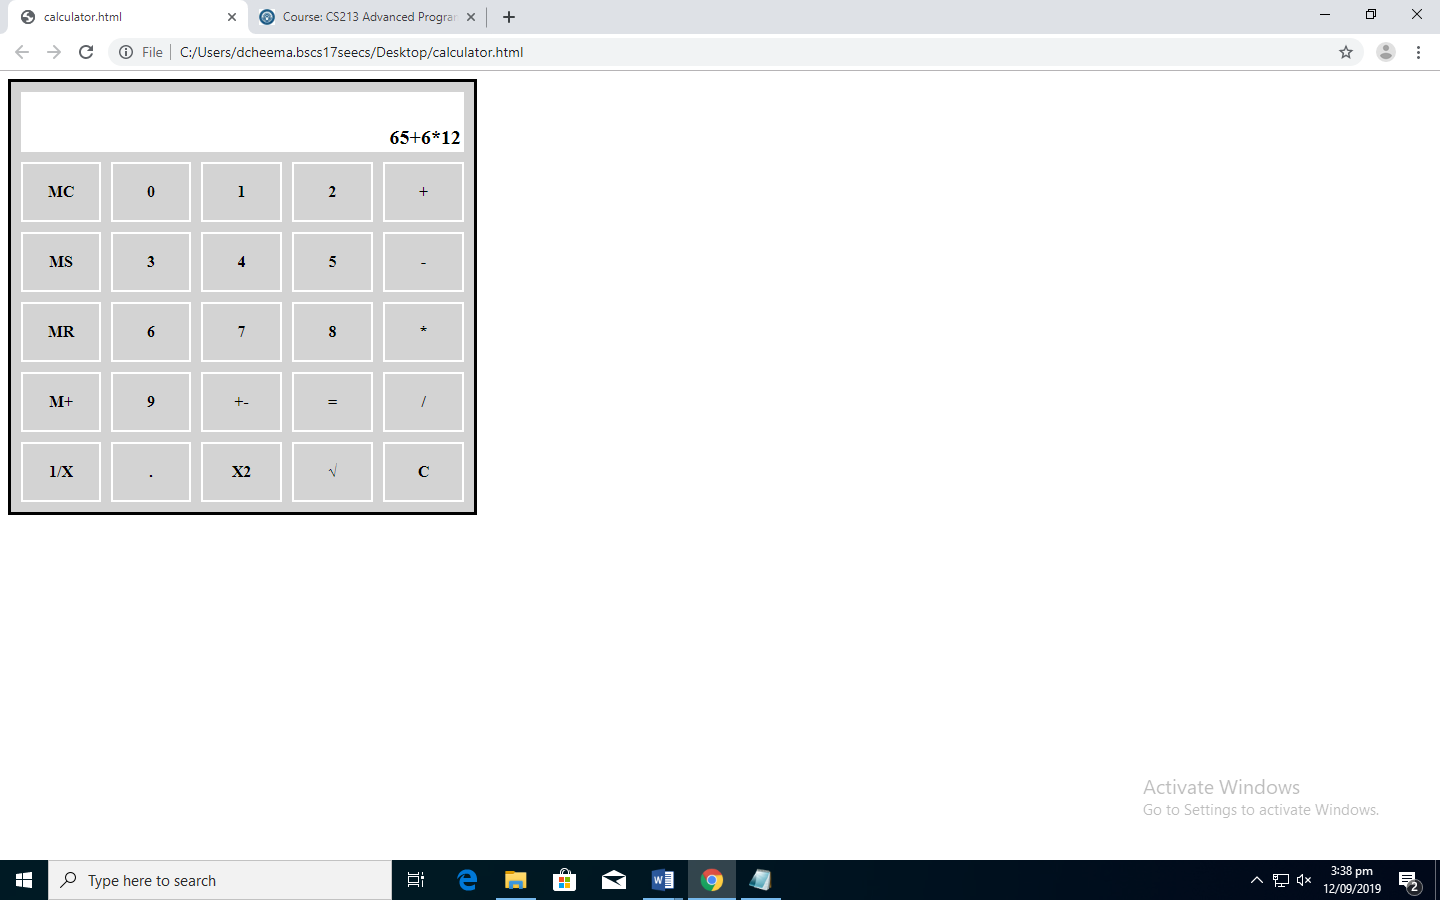 calculator.html
Course: CS213 Advanced Progra
File C:/Users/dcheema.bscs17seecs/Desktop/calculator.html
65+6*12
MC 0 1 2 +
MS 3 4 5 -
MR 6 7 8 *
M+ 9 +- = /
1/X . X2 √ C
Activate Windows
Go to Settings to activate Windows.
Type here to search
3:38 pm
12/09/2019
2